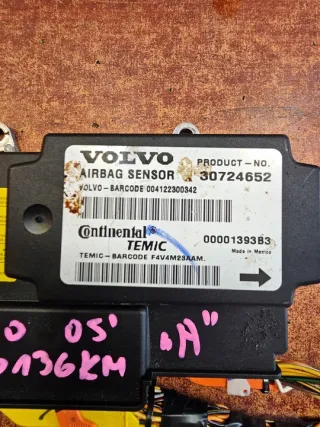 VOLVO
PRODUCT-NO.
AIRBAG SENSOR
30724652
VOLVO-BARCODE 004122300342
Continental®
TEMIC
00001393B3
Made in Mexico
TEMIC-BARCODE F4V4M23AAM.
05' "H"
136KM